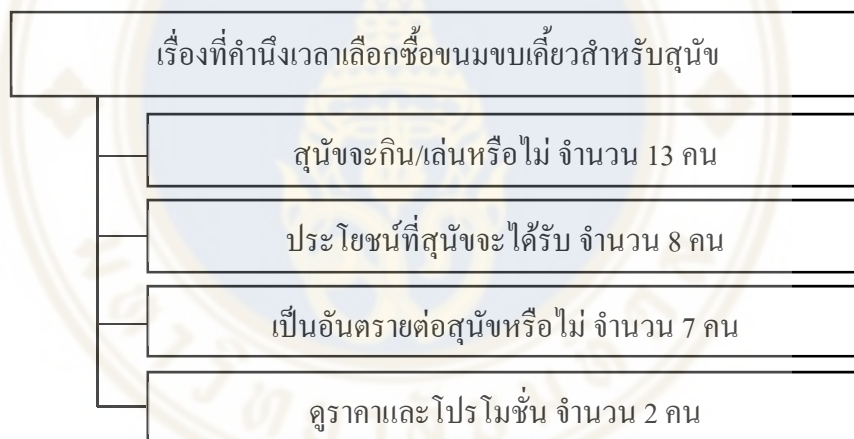 เรื่องที่คำนึงเวลาเลือกซื้อขนมขบเคี้ยวสำหรับสุนัข
สุนัขจะกิน/เล่นหรือไม่ จำนวน 13 คน
ประโยชน์ที่สุนัขจะได้รับ จำนวน 8 คน
เป็นอันตรายต่อสุนัขหรือไม่ จำนวน 7 คน
ดูราคาและโปรโมชั่น จำนวน 2 คน